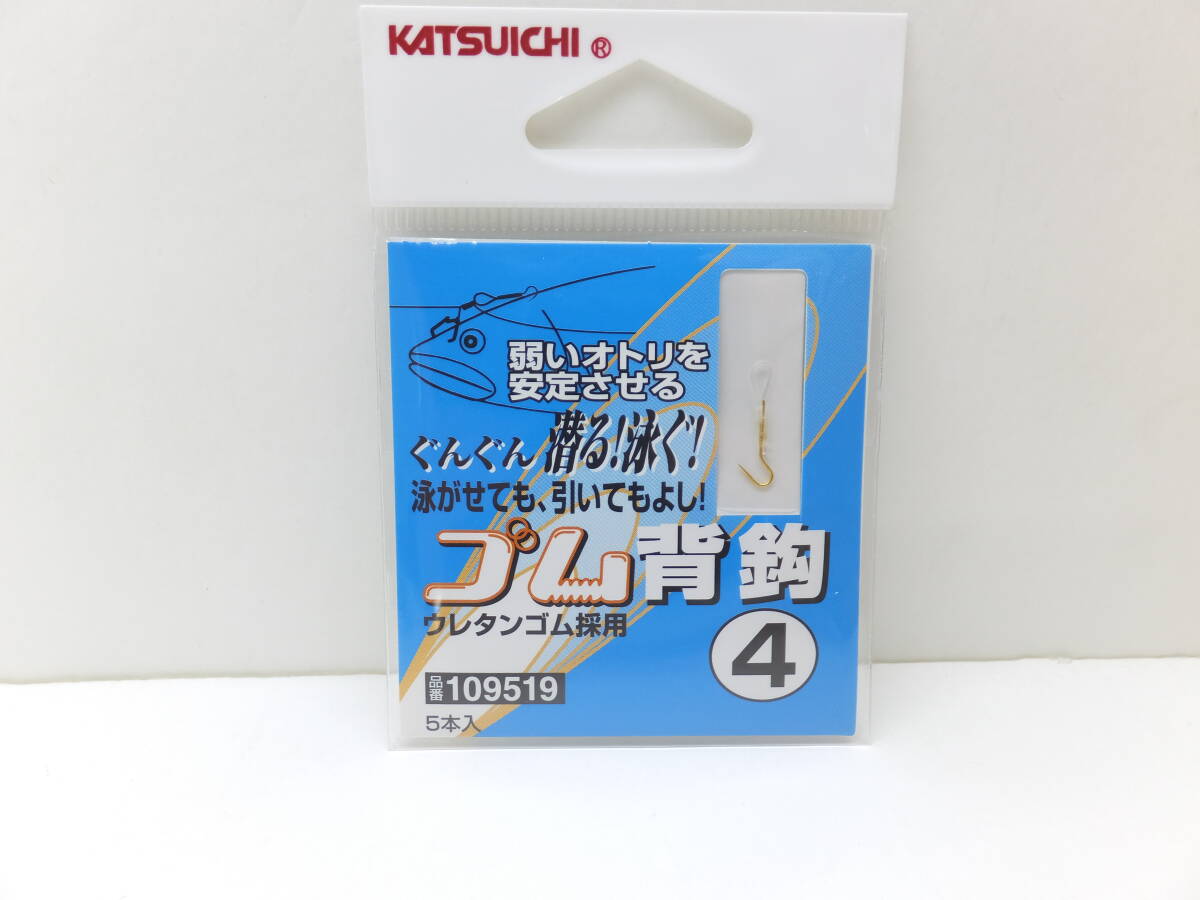 KATSUICHI ®
弱いオトリを
安定させる
ぐんぐん 潜る!泳ぐ!
泳がせても、引いてもよし!
ゴム背鈎
ウレタンゴム採用
4
品番 109519
5本入